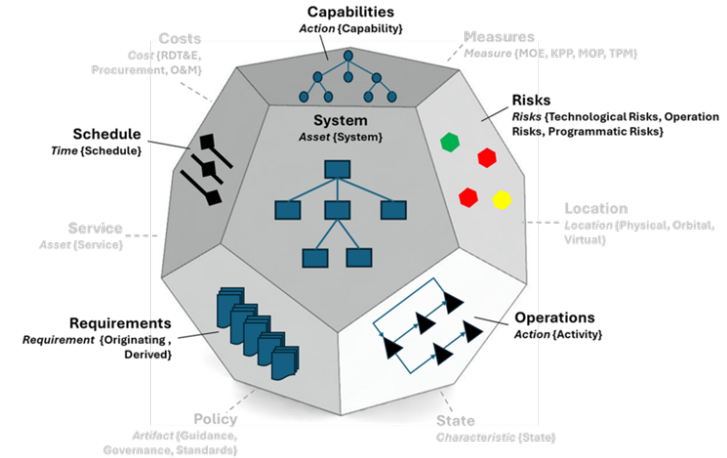 Capabilities
Action {Capability}
Costs
Cost {RDT&E,
Procurement, O&M}
Measures
Measure {MOE, KPP, MOP, TPM}
Risks
Risks {Technological Risks, Operation
Risks, Programmatic Risks}
System
Asset {System}
Schedule
Time {Schedule}
Location
Location {Physical, Orbital,
Virtual}
Service
Asset {Service}
Requirements
Requirement {Originating ,
Derived}
Operations
Action {Activity}
Policy
Artifact {Guidance,
Governance, Standards}
State
Characteristic {State}